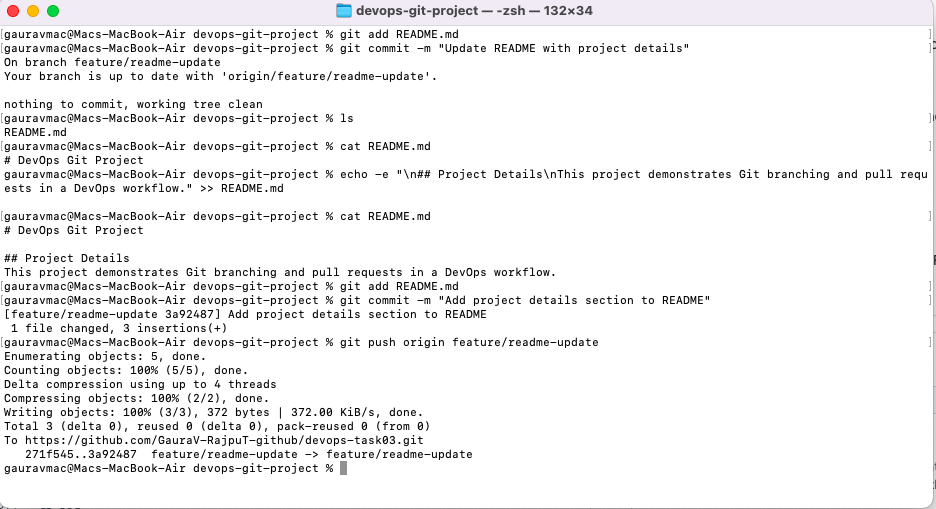 devops-git-project — -zsh — 132×34
[gauravmac@Macs-MacBook-Air devops-git-project % git add README.md ]
[gauravmac@Macs-MacBook-Air devops-git-project % git commit -m "Update README with project details" ]
On branch feature/readme-update
Your branch is up to date with 'origin/feature/readme-update'.
nothing to commit, working tree clean
[gauravmac@Macs-MacBook-Air devops-git-project % ls ]
README.md
[gauravmac@Macs-MacBook-Air devops-git-project % cat README.md ]
# DevOps Git Project
gauravmac@Macs-MacBook-Air devops-git-project % echo -e "\n## Project Details\nThis project demonstrates Git branching and pull requ
ests in a DevOps workflow." >> README.md
[gauravmac@Macs-MacBook-Air devops-git-project % cat README.md ]
# DevOps Git Project
## Project Details
This project demonstrates Git branching and pull requests in a DevOps workflow.
[gauravmac@Macs-MacBook-Air devops-git-project % git add README.md ]
[gauravmac@Macs-MacBook-Air devops-git-project % git commit -m "Add project details section to README" ]
[feature/readme-update 3a92487] Add project details section to README
1 file changed, 3 insertions(+)
[gauravmac@Macs-MacBook-Air devops-git-project % git push origin feature/readme-update ]
Enumerating objects: 5, done.
Counting objects: 100% (5/5), done.
Delta compression using up to 4 threads
Compressing objects: 100% (2/2), done.
Writing objects: 100% (3/3), 372 bytes | 372.00 KiB/s, done.
Total 3 (delta 0), reused 0 (delta 0), pack-reused 0 (from 0)
To https://github.com/GauraV-RajpuT-github/devops-task03.git
271f545..3a92487  feature/readme-update -> feature/readme-update
gauravmac@Macs-MacBook-Air devops-git-project %